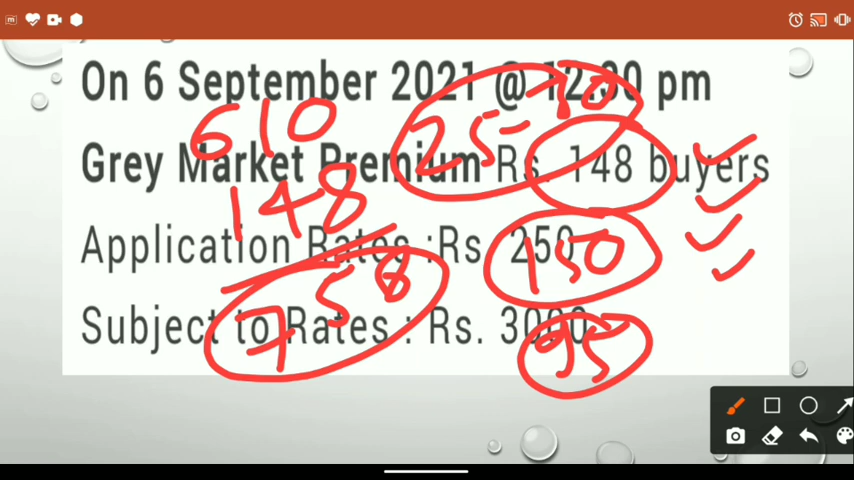 On 6 September 2021 @ 12:30 pm
25-30
610
Grey Market Premium Rs. 148 buyers
148
Application Rates :Rs. 250
150
758
Subject to Rates : Rs. 3000
95